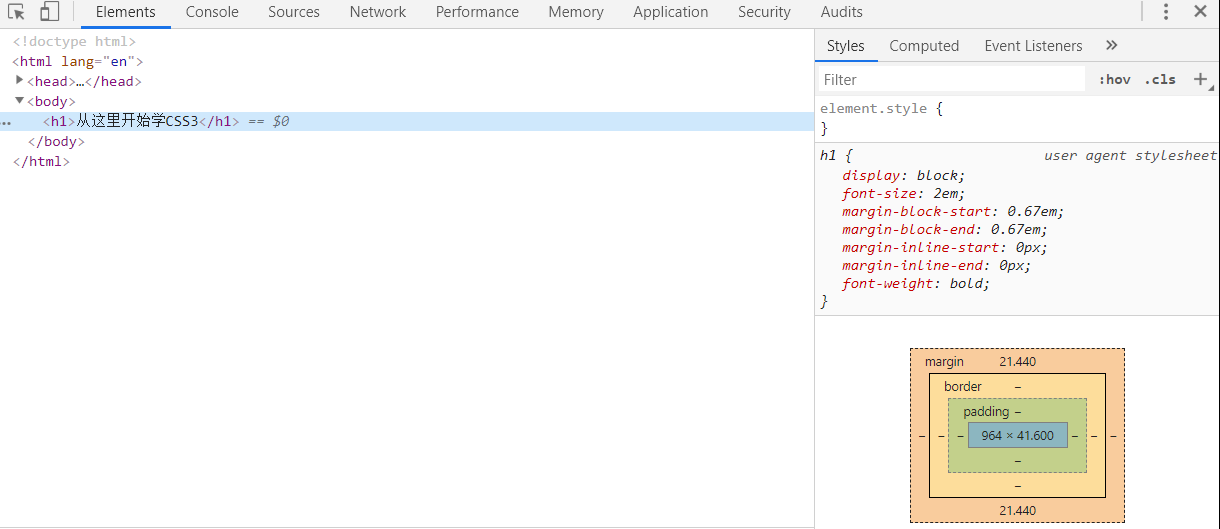 Elements Console Sources Network Performance Memory Application Security Audits
<!doctype html>
<html lang="en">
<head>…</head>
<body>
<h1>从这里开始学CSS3</h1> == $0
</body>
</html>
Styles Computed Event Listeners »
Filter :hov .cls +
element.style {
}
h1 { user agent stylesheet
display: block;
font-size: 2em;
margin-block-start: 0.67em;
margin-block-end: 0.67em;
margin-inline-start: 0px;
margin-inline-end: 0px;
font-weight: bold;
}
margin 21.440
border –
padding –
– – – 964 × 41.600 – – –
–
–
21.440